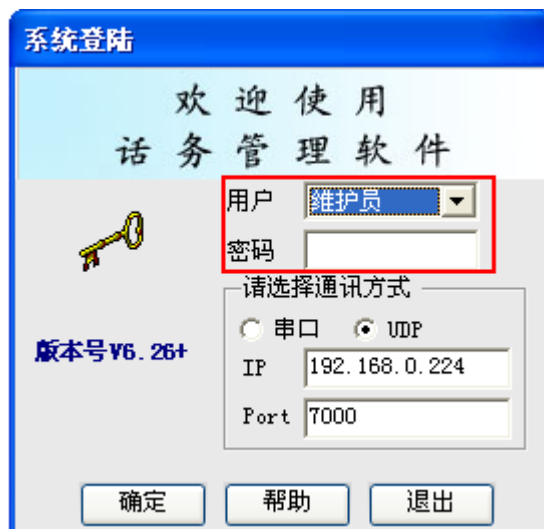 系统登陆
欢迎使用
话务管理软件
用户 维护员
密码
请选择通讯方式
串口 UDP
版本号V6.26+
IP 192.168.0.224
Port 7000
确定 帮助 退出